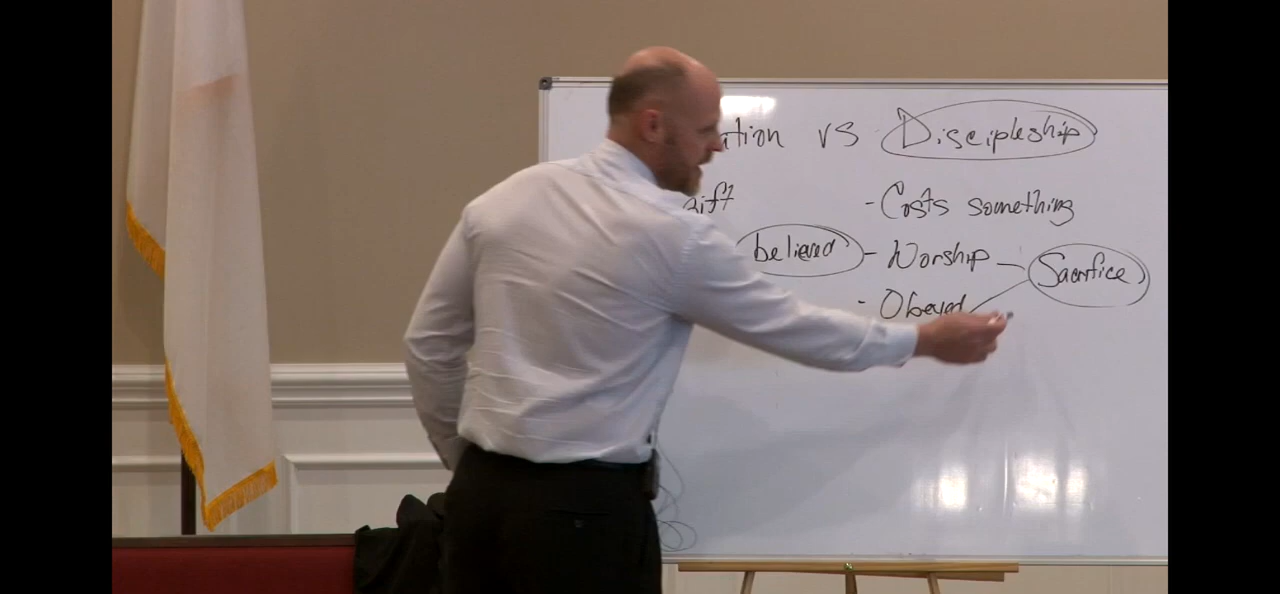 ation vs Discipleship
gift - Costs something
believed - Worship - Sacrifice
- Obeyed